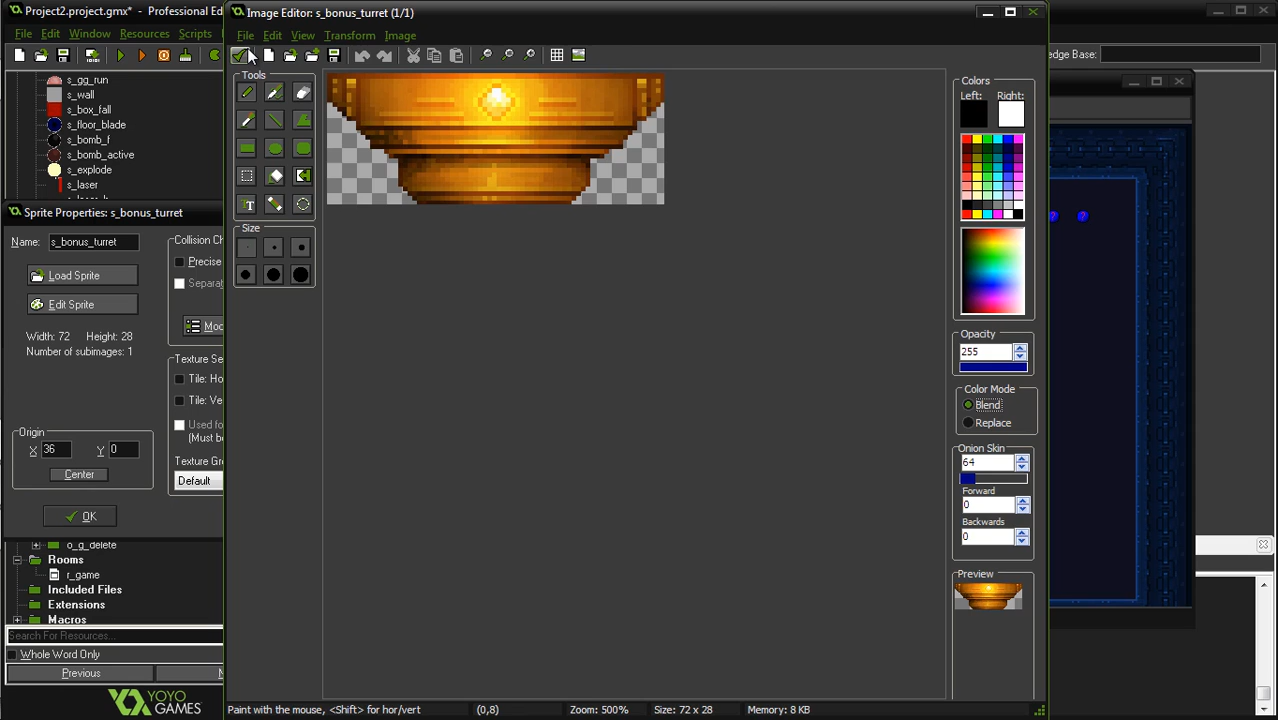 Project2.project.gmx* - Professional Ed
File Edit Window Resources Scripts
s_gg_run
s_wall
s_box_fall
s_floor_blade
s_bomb_f
s_bomb_active
s_explode
s_laser
Sprite Properties: s_bonus_turret
Name: s_bonus_turret
Collision Ch
Precise
Separat
Load Sprite
Edit Sprite
Width: 72 Height: 28
Number of subimages: 1
Texture Se
Tile: Ho
Tile: Ve
Used fo
(Must be
Texture Gr
Default
Origin
X 36 Y 0
Center
OK
o_g_delete
Rooms
r_game
Included Files
Extensions
Macros
Search For Resources...
Whole Word Only
Previous
N
YOYO
GAMES
Image Editor: s_bonus_turret (1/1)
File Edit View Transform Image
Tools
Size
Colors
Left: Right:
Opacity
255
Color Mode
Blend
Replace
Onion Skin
64
Forward
0
Backwards
0
Preview
Paint with the mouse, <Shift> for hor/vert (0,8) Zoom: 500% Size: 72 x 28 Memory: 8 KB
edge Base:
? ?